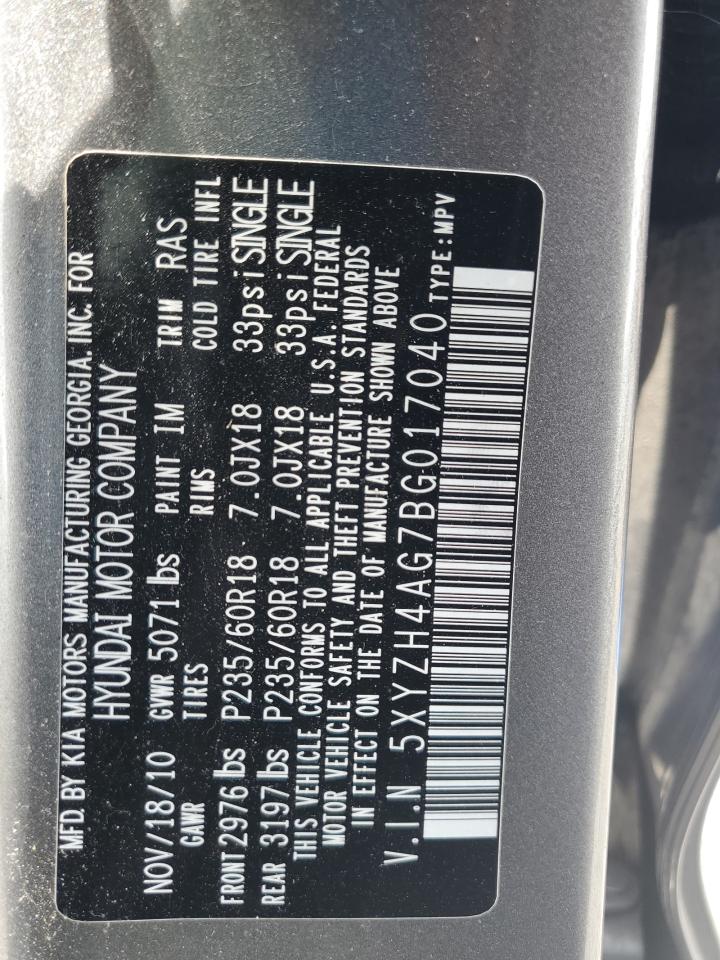 MFD. BY KIA MOTORS MANUFACTURING GEORGIA. INC. FOR
HYUNDAI MOTOR COMPANY
NOV/18/10 GVWR 5071 lbs PAINT IM TRIM RAS
GAWR TIRES RIMS COLD TIRE INFL
FRONT 2976 lbs P235/60R18 7.0JX18 33psi SINGLE
REAR 3197 lbs P235/60R18 7.0JX18 33psi SINGLE
THIS VEHICLE CONFORMS TO ALL APPLICABLE U.S.A. FEDERAL
MOTOR VEHICLE SAFETY AND THEFT PREVENTION STANDARDS
IN EFFECT ON THE DATE OF MANUFACTURE SHOWN ABOVE
V.I.N 5XYZH4AG7BG017040 TYPE:MPV